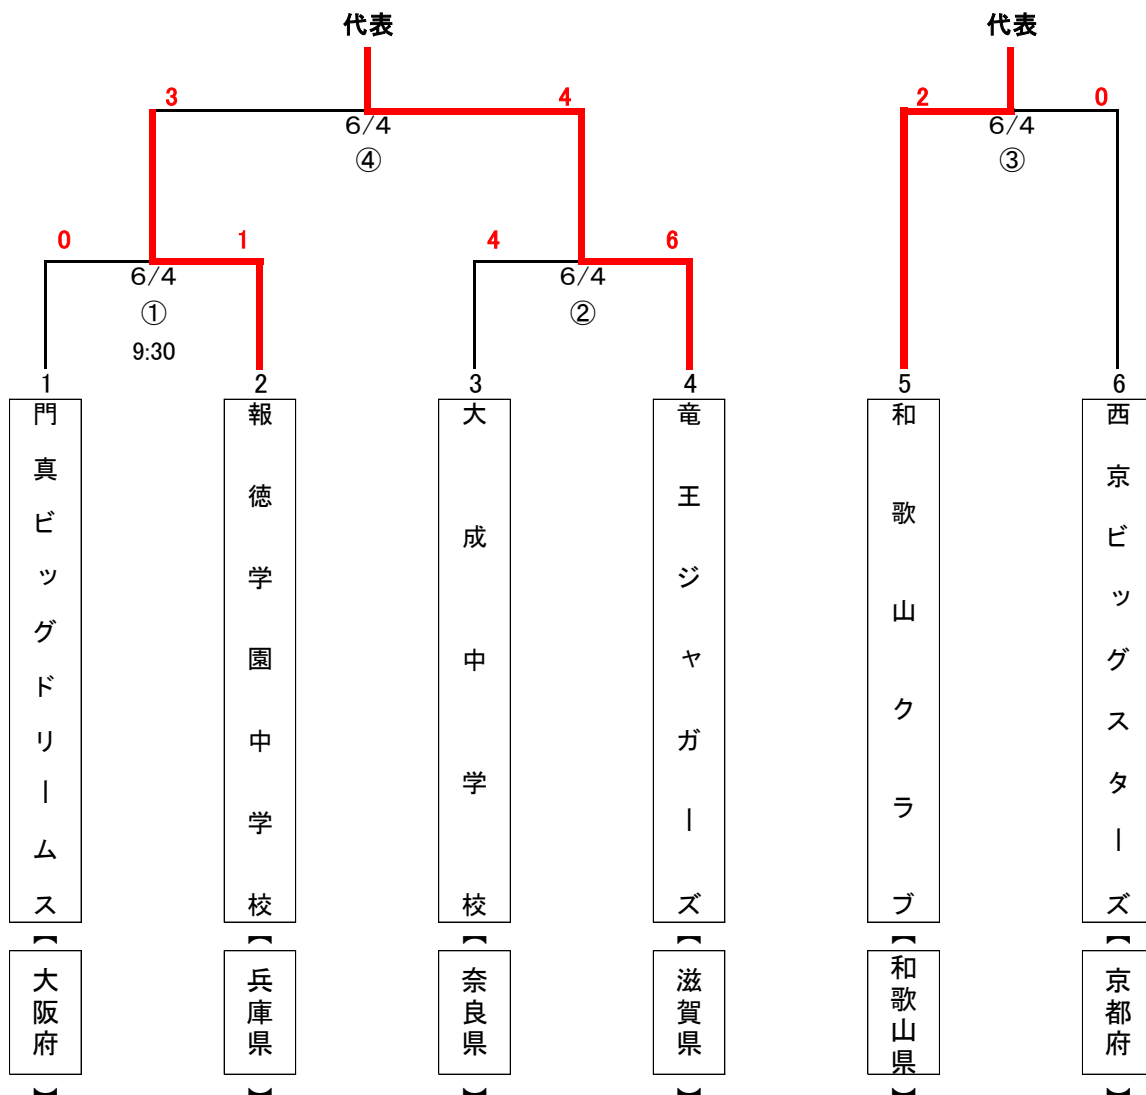 代表
代表
3
4
2
0
6/4
6/4
④
③
0
1
4
6
6/4
6/4
①
②
9:30
1
2
3
4
5
6
門真ビッグドリームス
報徳学園中学校
大成中学校
竜王ジャガーズ
和歌山クラブ
西京ビッグスターズ
【大阪府】
【兵庫県】
【奈良県】
【滋賀県】
【和歌山県】
【京都府】